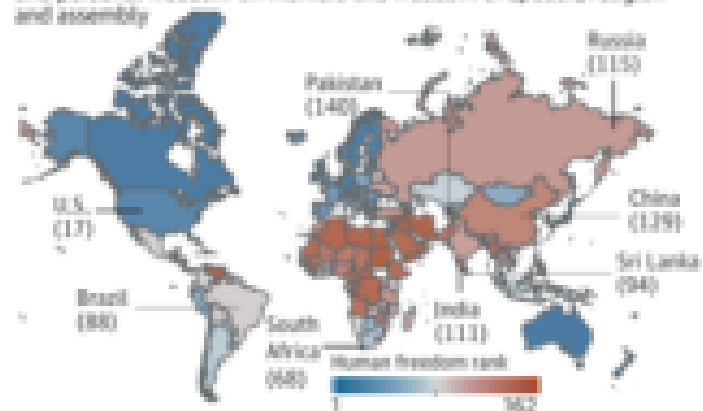 and assembly
Russia
(115)
Pakistan
(140)
U.S.
(17)
China
(129)
Sri Lanka
(94)
Brazil
(88)
India
(111)
South
Africa
(68)
Human freedom rank
1
162